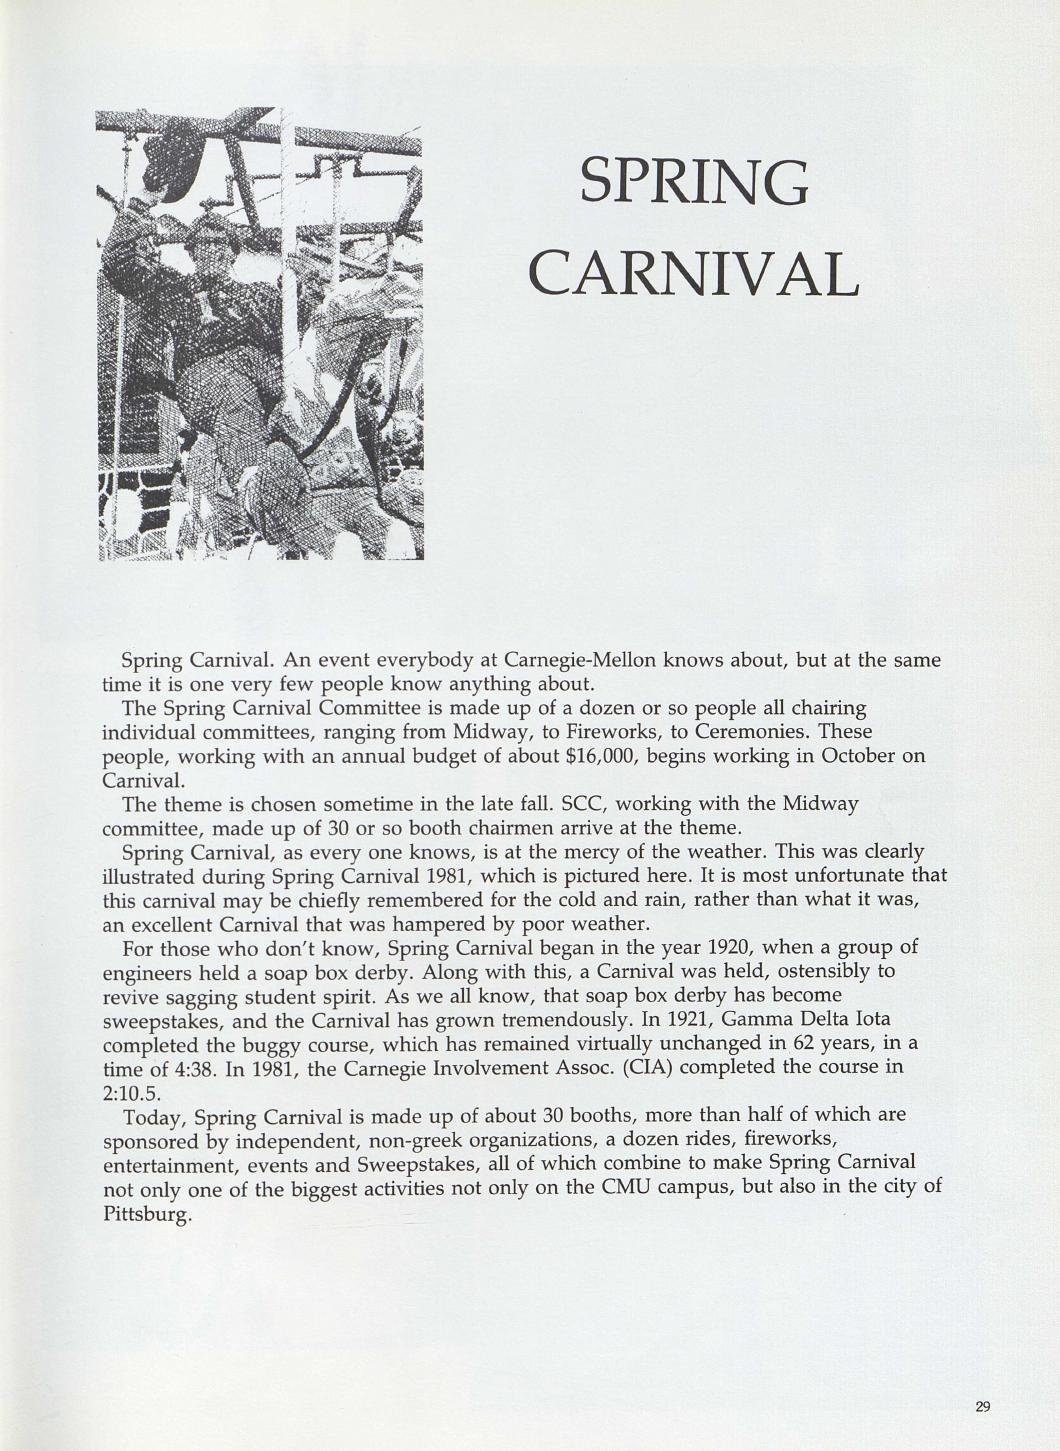 SPRING
CARNIVAL
Spring Carnival. An event everybody at Carnegie-Mellon knows about, but at the same
time it is one very few people know anything about.
The Spring Carnival Committee is made up of a dozen or so people all chairing
individual committees, ranging from Midway, to Fireworks, to Ceremonies. These
people, working with an annual budget of about $16,000, begins working in October on
Carnival.
The theme is chosen sometime in the late fall. SCC, working with the Midway
committee, made up of 30 or so booth chairmen arrive at the theme.
Spring Carnival, as every one knows, is at the mercy of the weather. This was clearly
illustrated during Spring Carnival 1981, which is pictured here. It is most unfortunate that
this carnival may be chiefly remembered for the cold and rain, rather than what it was,
an excellent Carnival that was hampered by poor weather.
For those who don't know, Spring Carnival began in the year 1920, when a group of
engineers held a soap box derby. Along with this, a Carnival was held, ostensibly to
revive sagging student spirit. As we all know, that soap box derby has become
sweepstakes, and the Carnival has grown tremendously. In 1921, Gamma Delta Iota
completed the buggy course, which has remained virtually unchanged in 62 years, in a
time of 4:38. In 1981, the Carnegie Involvement Assoc. (CIA) completed the course in
2:10.5.
Today, Spring Carnival is made up of about 30 booths, more than half of which are
sponsored by independent, non-greek organizations, a dozen rides, fireworks,
entertainment, events and Sweepstakes, all of which combine to make Spring Carnival
not only one of the biggest activities not only on the CMU campus, but also in the city of
Pittsburg.
29